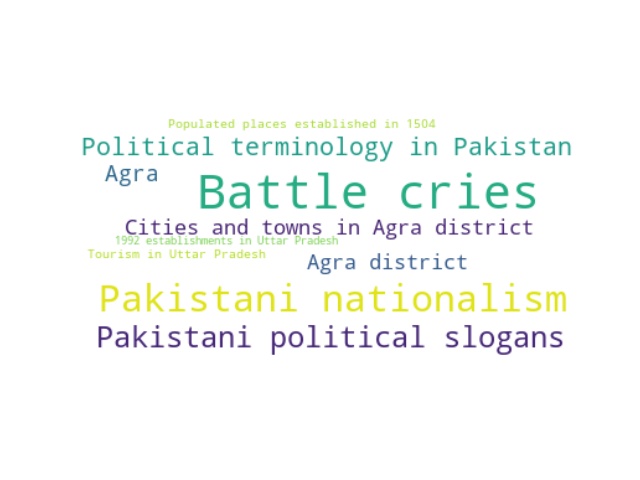 Populated places established in 1504
Political terminology in Pakistan
Agra
Battle cries
Cities and towns in Agra district
1992 establishments in Uttar Pradesh
Tourism in Uttar Pradesh
Agra district
Pakistani nationalism
Pakistani political slogans